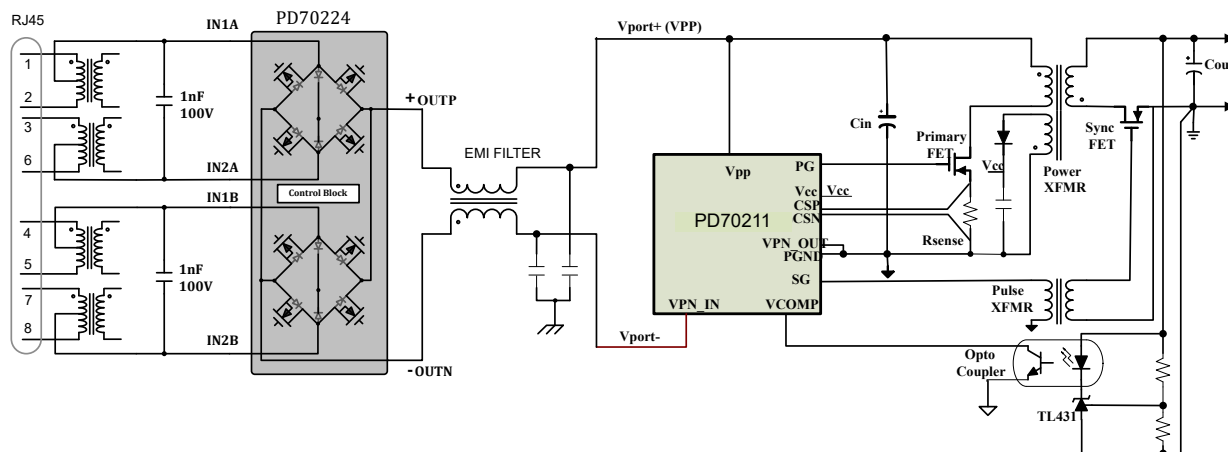 RJ45
1
2
3
6
4
5
7
8
IN1A
1nF
100V
IN2A
IN1B
1nF
100V
IN2B
PD70224
Control Block
+OUTP
-OUTN
EMI FILTER
Vport+ (VPP)
Vport-
Cin
Vpp
PG
Vcc
CSP
CSN
PD70211
VPN_OUT
PGND
SG
VPN_IN
VCOMP
Vcc
Primary
FET
Rsense
Vcc
Power
XFMR
Sync
FET
Cou
Pulse
XFMR
Opto
Coupler
TL431